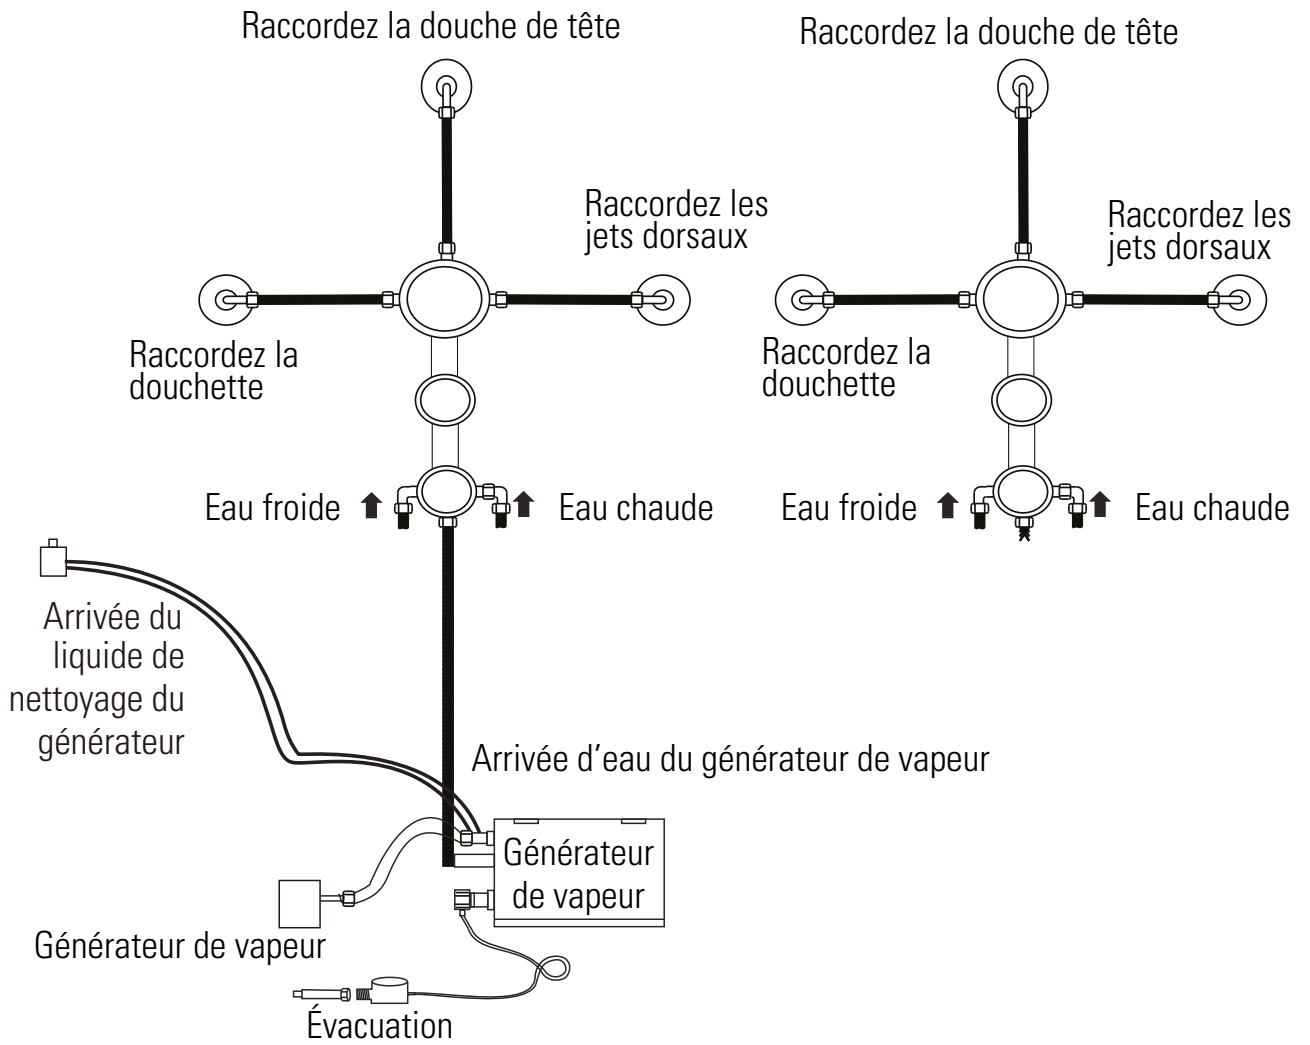 Raccordez la douche de tête
Raccordez les
jets dorsaux
Raccordez la
douchette
Eau froide
Eau chaude
Raccordez la douche de tête
Raccordez les
jets dorsaux
Raccordez la
douchette
Eau froide
Eau chaude
Arrivée du
liquide de
nettoyage du
générateur
Arrivée d'eau du générateur de vapeur
Générateur
de vapeur
Générateur de vapeur
Évacuation